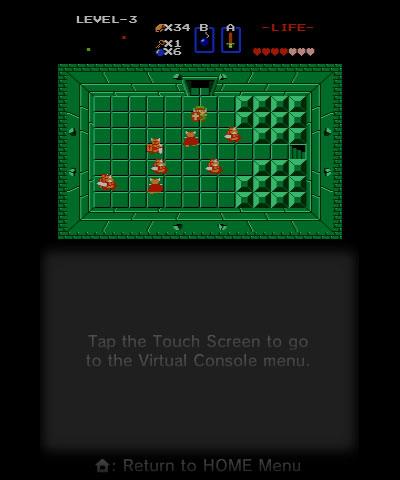 LEVEL-3
X34 B A -LIFE-
X1
X6
Tap the Touch Screen to go
to the Virtual Console menu.
: Return to HOME Menu